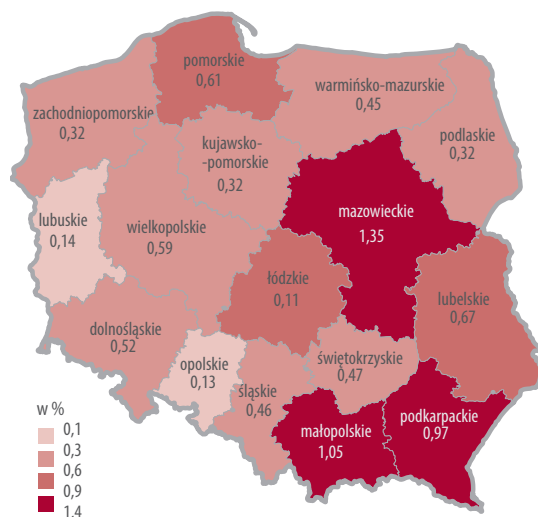 pomorskie
0,61
warmińsko-mazurskie
0,45
zachodniopomorskie
0,32
podlaskie
0,32
kujawsko-
-pomorskie
0,32
mazowieckie
1,35
lubuskie
0,14
wielkopolskie
0,59
łódzkie
0,11
lubelskie
0,67
dolnośląskie
0,52
opolskie
0,13
świętokrzyskie
0,47
śląskie
0,46
małopolskie
1,05
podkarpackie
0,97
w %
0,1
0,3
0,6
0,9
1,4